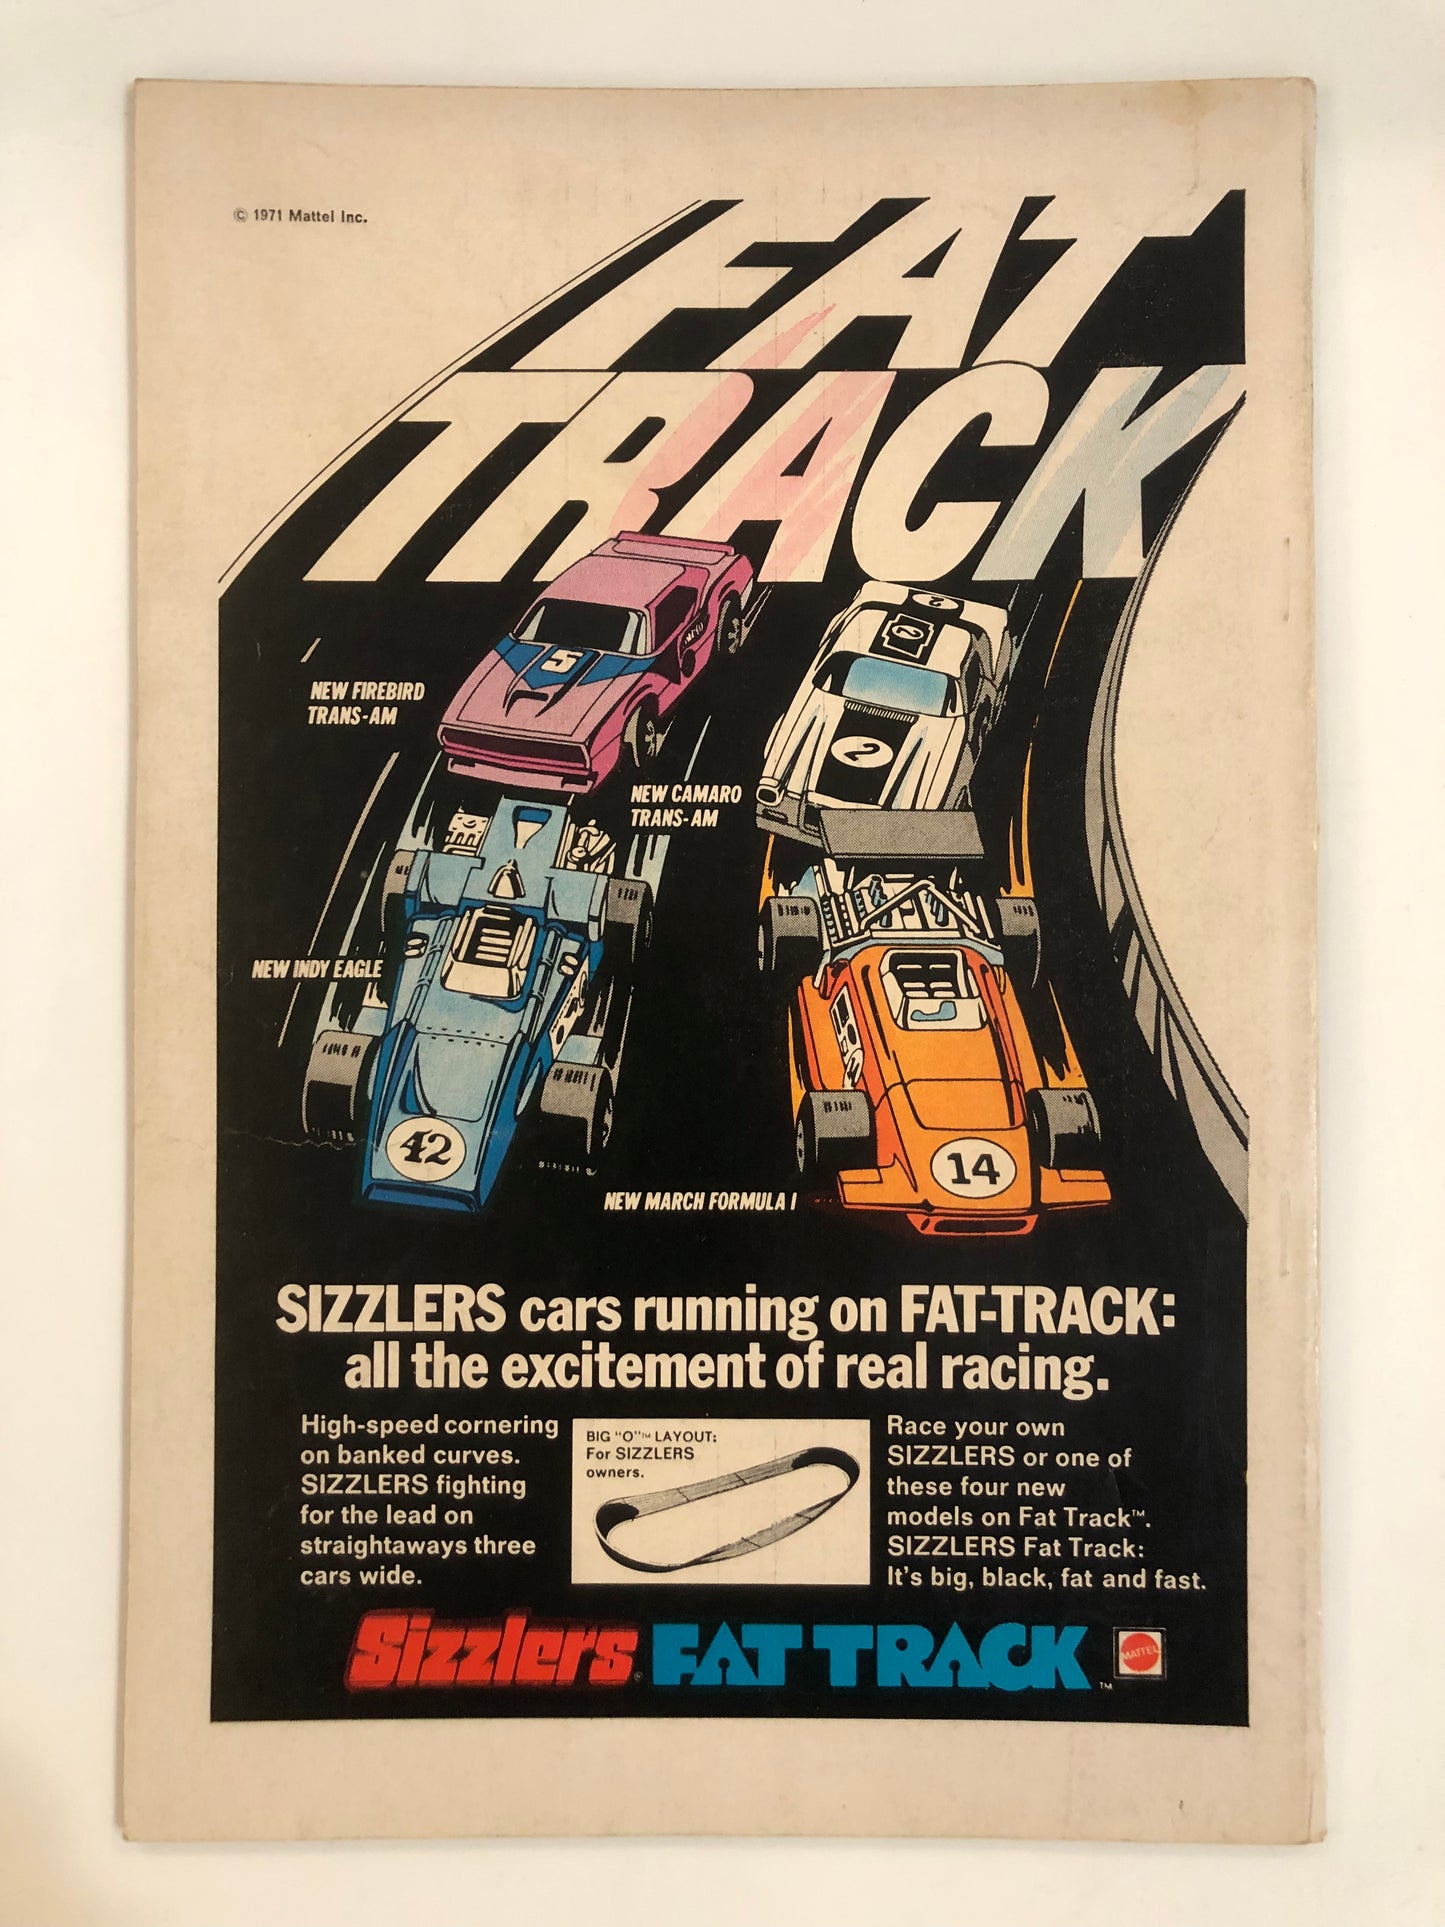 © 1971 Mattel Inc.
FAT
TRACK
5
2
2
2
NEW FIREBIRD
TRANS-AM
NEW CAMARO
TRANS-AM
NEW INDY EAGLE
42
14
NEW MARCH FORMULA I
SIZZLERS cars running on FAT-TRACK:
all the excitement of real racing.
High-speed cornering
on banked curves.
SIZZLERS fighting
for the lead on
straightaways three
cars wide.
BIG "O"™ LAYOUT:
For SIZZLERS
owners.
Race your own
SIZZLERS or one of
these four new
models on Fat Track™.
SIZZLERS Fat Track:
It's big, black, fat and fast.
Sizzlers® FAT TRACK™
MATTEL